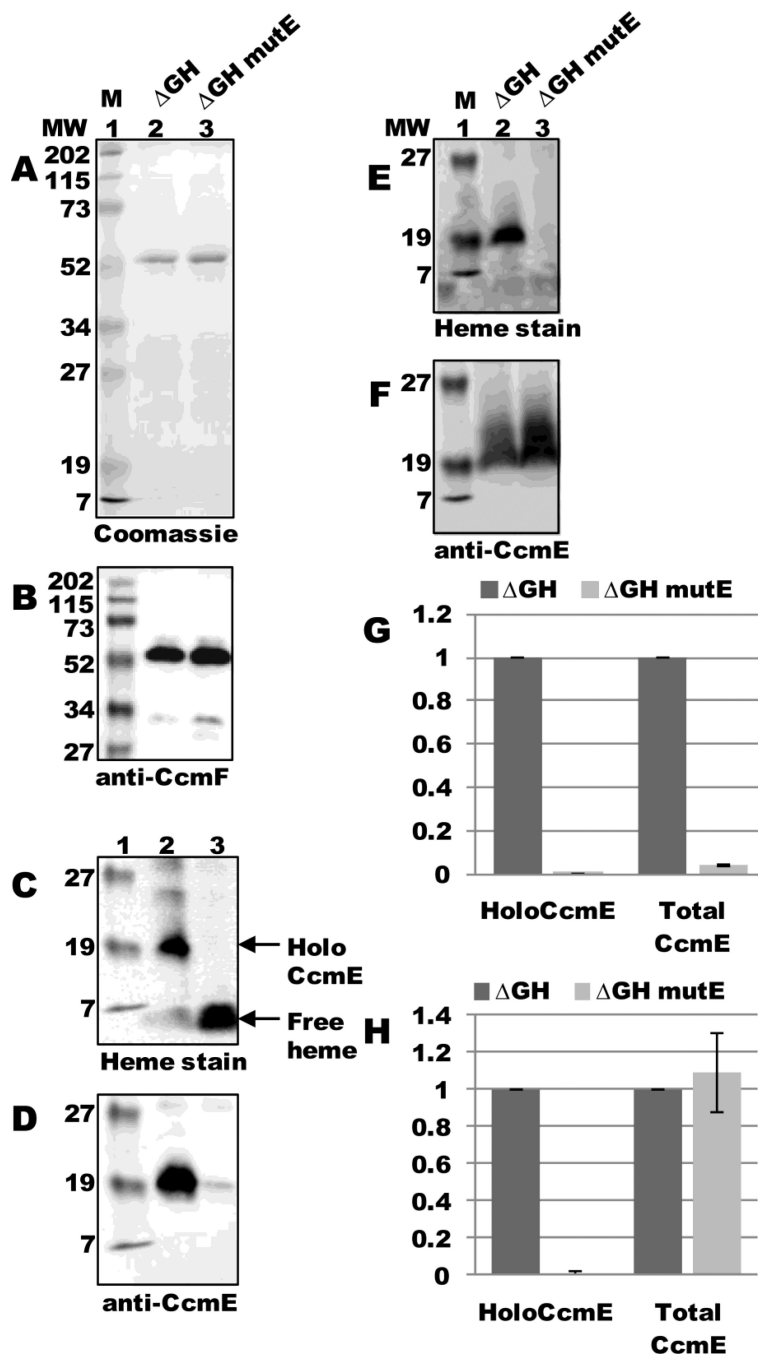 M ΔGH ΔGH mutE
MW 1 2 3
A
202
115
73
52
34
27
19
7
Coomassie
B
202
115
73
52
34
27
anti-CcmF
1 2 3
C
27
19
7
Holo
CcmE
Free
heme
Heme stain
D
27
19
7
anti-CcmE
M ΔGH ΔGH mutE
MW 1 2 3
E
27
19
7
Heme stain
F
27
19
7
anti-CcmE
ΔGH ΔGH mutE
G
1.2
1
0.8
0.6
0.4
0.2
0
HoloCcmE Total
CcmE
ΔGH ΔGH mutE
H
1.4
1.2
1
0.8
0.6
0.4
0.2
0
HoloCcmE Total
CcmE